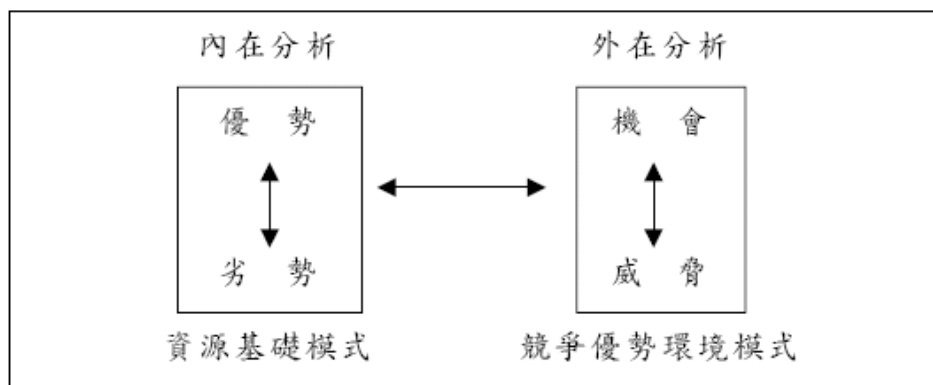 內在分析
外在分析
優 勢
機 會
劣 勢
威 脅
資源基礎模式
競爭優勢環境模式